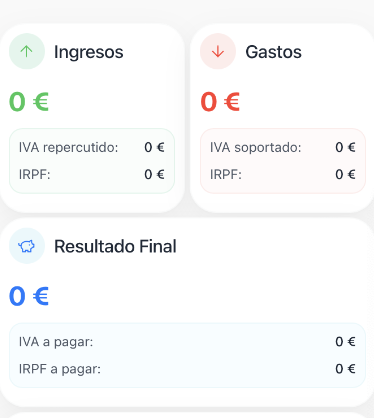 Ingresos
0 €
IVA repercutido: 0 €
IRPF: 0 €
Gastos
0 €
IVA soportado: 0 €
IRPF: 0 €
Resultado Final
0 €
IVA a pagar: 0 €
IRPF a pagar: 0 €